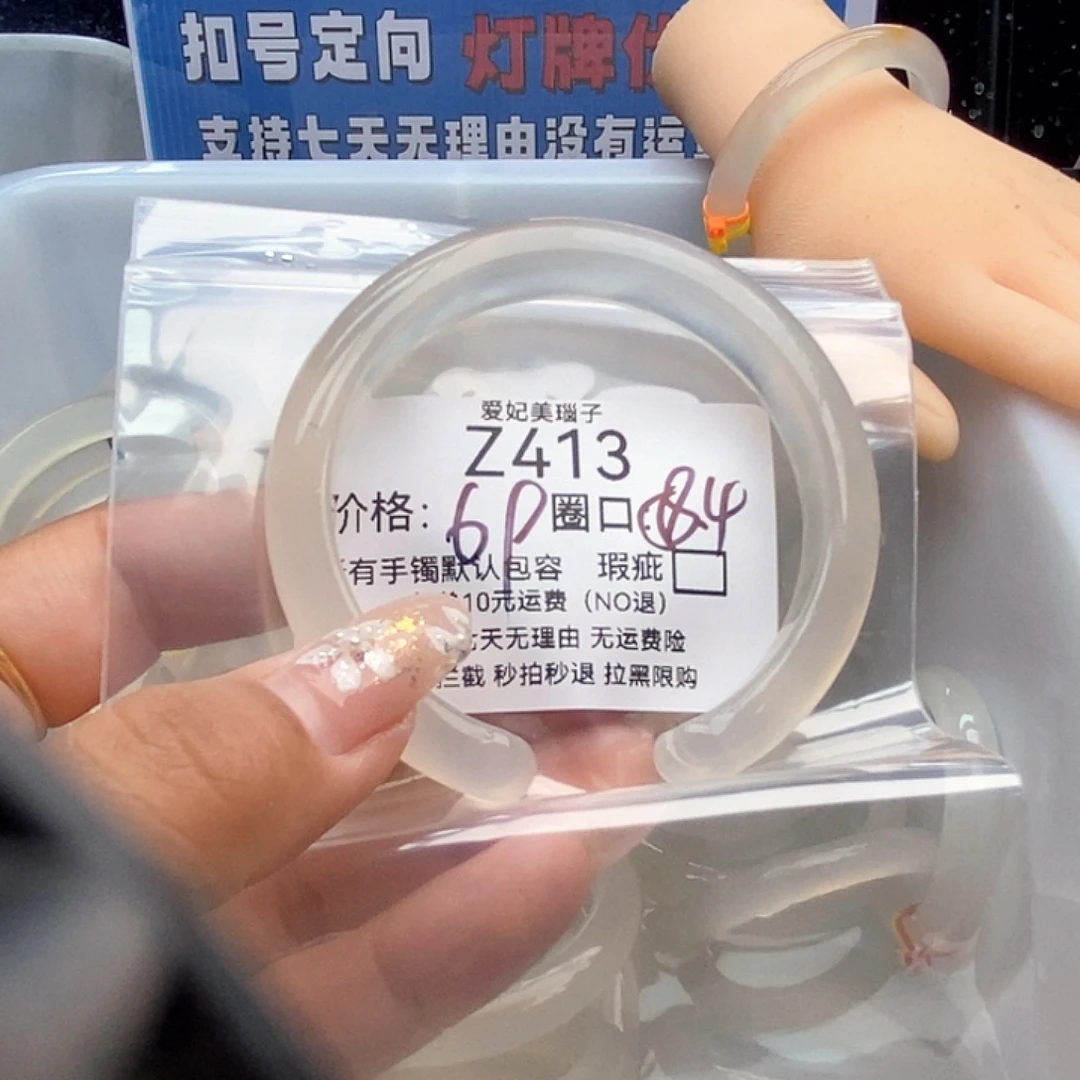 扣号定向 灯牌
支持七天无理由没有运
爱妃美瑙子
Z413
价格：6P 圈口 84
有手镯默认包容 瑕疵
10元运费（NO退）
天无理由 无运费险
拦截 秒拍秒退 拉黑限购